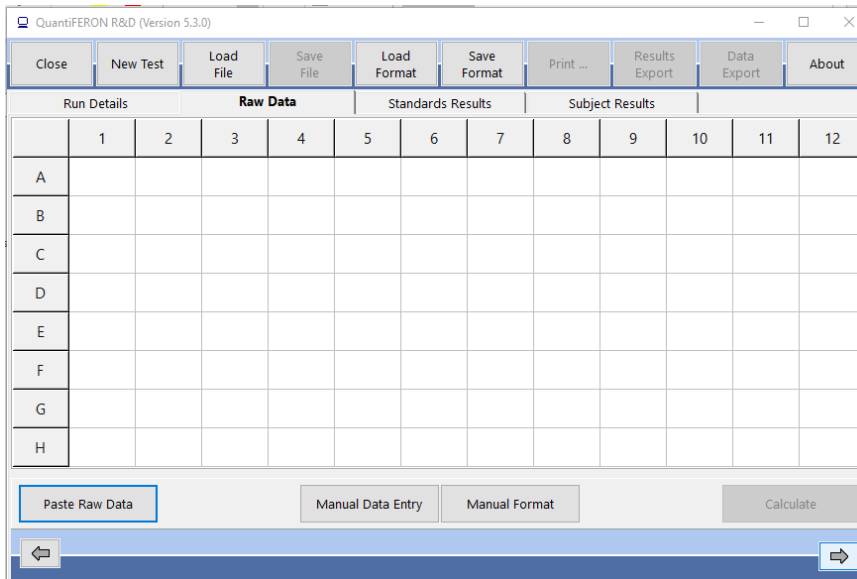 QuantiFERON R&D (Version 5.3.0)
Close New Test Load File Save File Load Format Save Format Print ... Results Export Data Export About
Run Details Raw Data Standards Results Subject Results
1 2 3 4 5 6 7 8 9 10 11 12
A
B
C
D
E
F
G
H
Paste Raw Data Manual Data Entry Manual Format Calculate